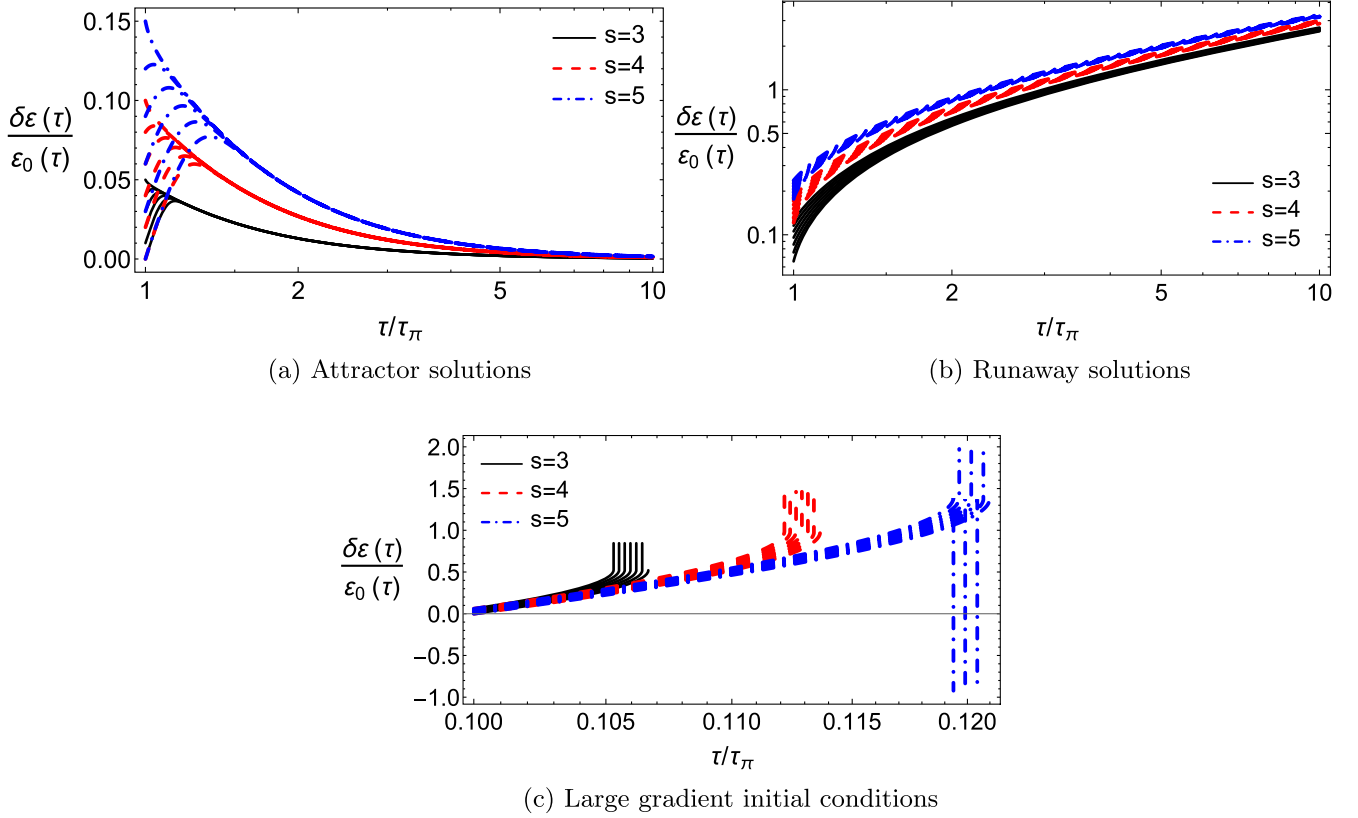 0.15
0.10
0.05
0.00
δε(τ)
ε₀(τ)
s=3
s=4
s=5
1
2
5
10
τ/τπ
(a) Attractor solutions
1
0.5
0.1
δε(τ)
ε₀(τ)
s=3
s=4
s=5
1
2
5
10
τ/τπ
(b) Runaway solutions
2.0
1.5
1.0
0.5
0.0
−0.5
−1.0
δε(τ)
ε₀(τ)
s=3
s=4
s=5
0.100
0.105
0.110
0.115
0.120
τ/τπ
(c) Large gradient initial conditions